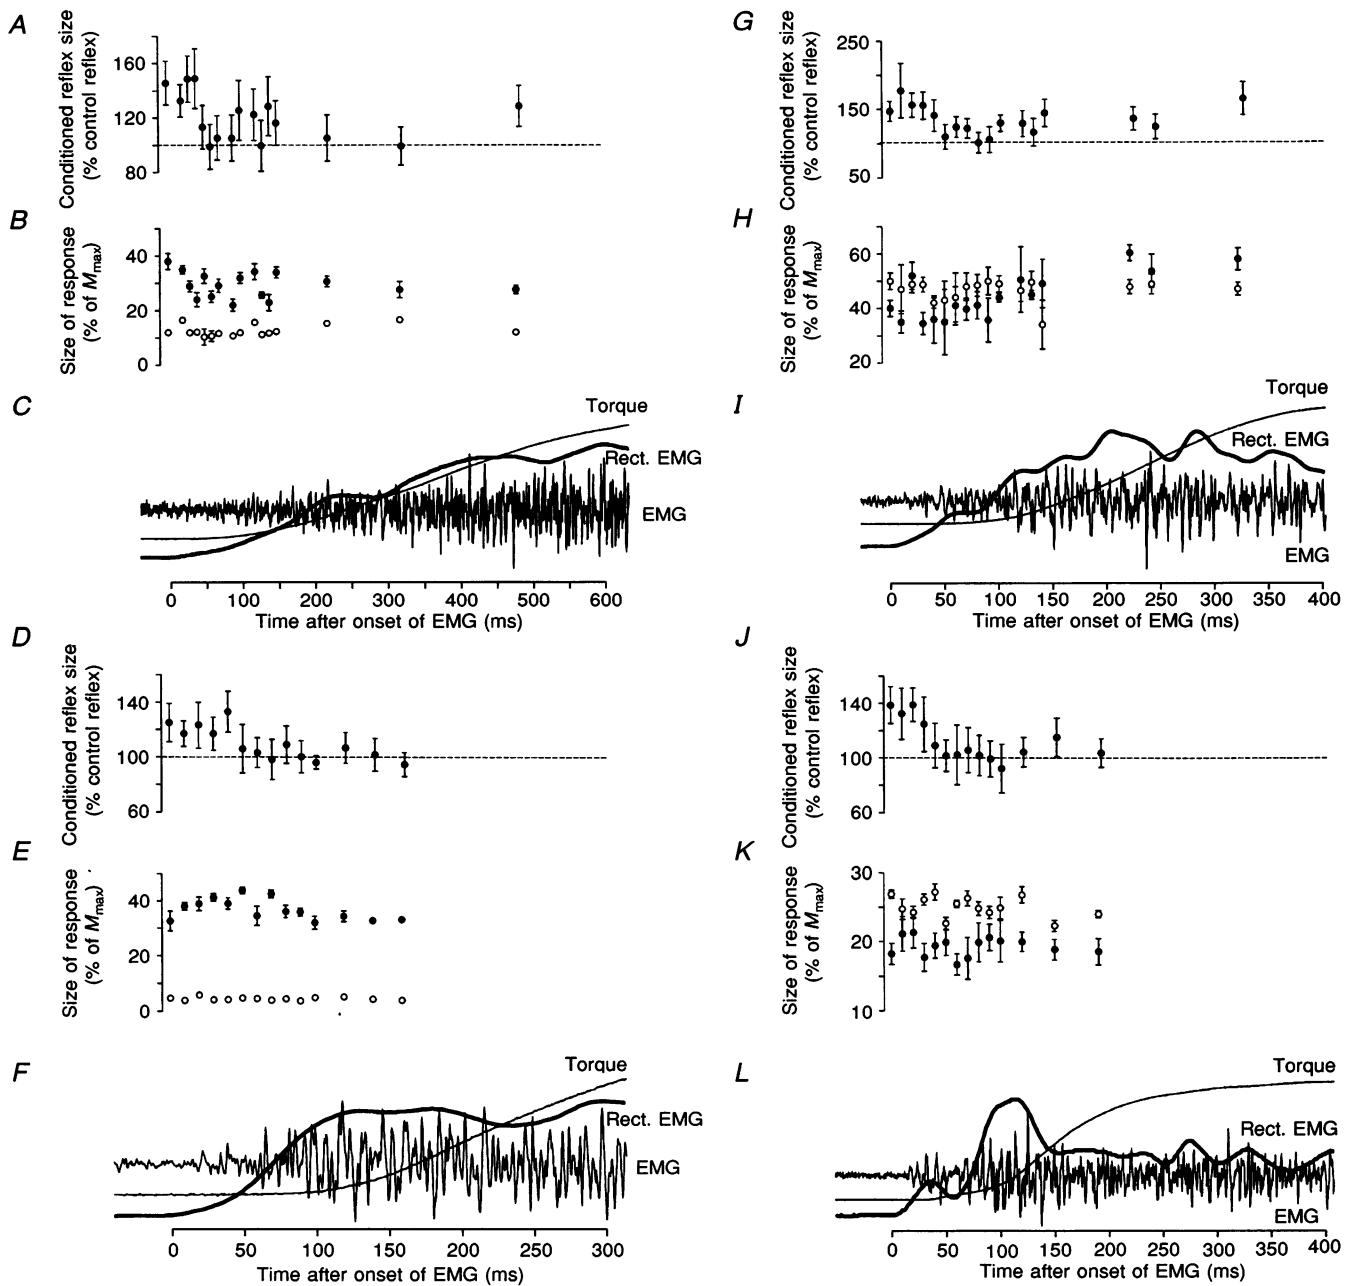 A
Conditioned reflex size
(% control reflex)
160
120
80
B
Size of response
(% of Mmax)
40
20
0
C
Torque
Rect. EMG
EMG
0 100 200 300 400 500 600
Time after onset of EMG (ms)
D
Conditioned reflex size
(% control reflex)
140
100
60
E
Size of response
(% of Mmax)
40
20
0
F
Torque
Rect. EMG
EMG
0 50 100 150 200 250 300
Time after onset of EMG (ms)
G
Conditioned reflex size
(% control reflex)
250
150
50
H
Size of response
(% of Mmax)
60
50
40
20
I
Torque
Rect. EMG
EMG
0 50 100 150 200 250 300 350 400
Time after onset of EMG (ms)
J
Conditioned reflex size
(% control reflex)
140
100
60
K
Size of response
(% of Mmax)
30
20
10
L
Torque
Rect. EMG
EMG
0 50 100 150 200 250 300 350 400
Time after onset of EMG (ms)